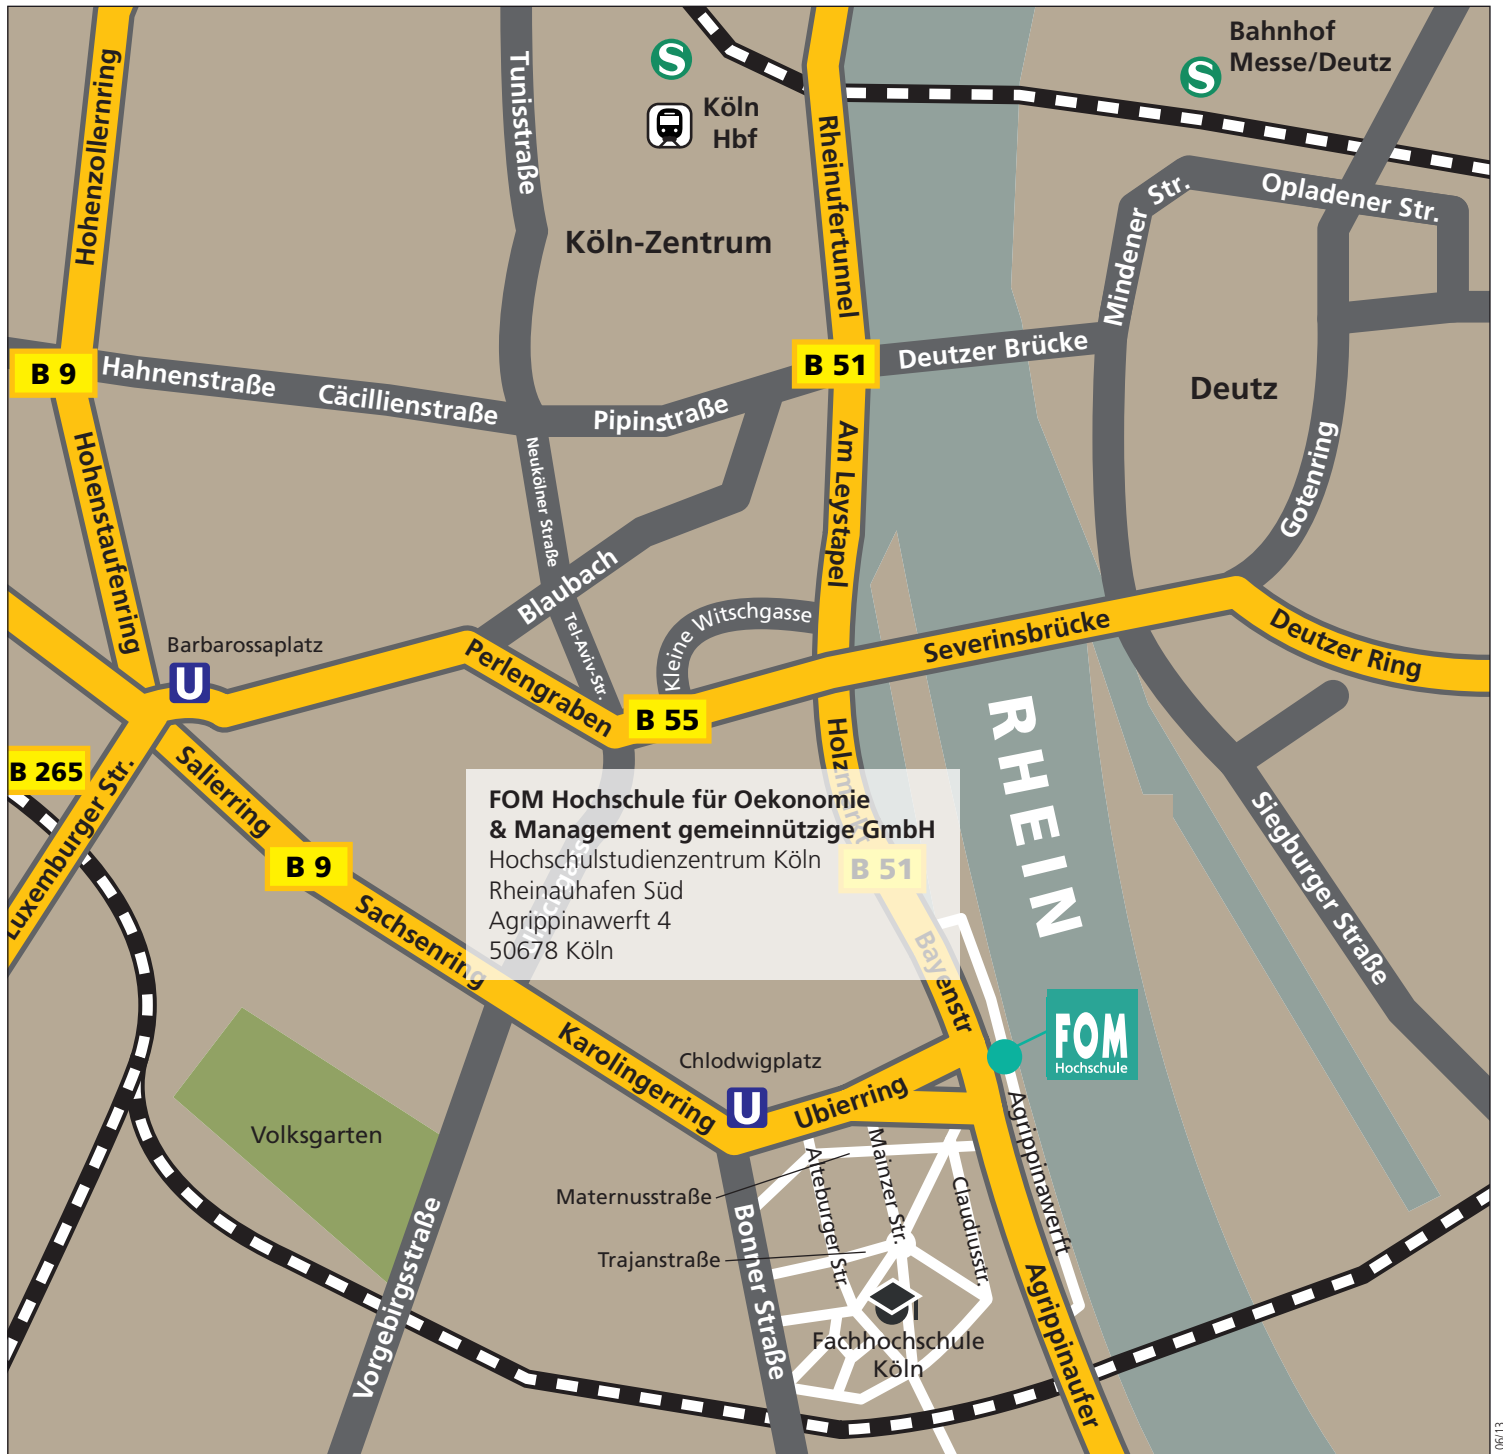 Bahnhof
Messe/Deutz
S
S
Köln
Hbf
Hohenzollernring
Tunisstraße
Rheinufertunnel
Mindener Str.
Opladener Str.
Köln-Zentrum
B 9
Hahnenstraße
Cäcillienstraße
Pipinstraße
B 51
Deutzer Brücke
Deutz
Hohenstaufenring
Neukölner Straße
Am Leystapel
Gotenring
Blaubach
Tel-Aviv-Str.
Kleine Witschgasse
Severinsbrücke
Deutzer Ring
Barbarossaplatz
U
Perlengraben
B 55
B 265
Luxemburger Str.
Salierring
Holzmarkt
RHEIN
FOM Hochschule für Oekonomie
& Management gemeinnützige GmbH
Hochschulstudienzentrum Köln
Rheinauhafen Süd
Agrippinawerft 4
50678 Köln
B 51
B 9
Sachsenring
Bayenstr
Siegburger Straße
FOM
Hochschule
Karolingerring
Chlodwigplatz
U
Ubierring
Agrippinawerft
Volksgarten
Maternusstraße
Alteburger Str.
Mainzer Str.
Claudiusstr.
Trajanstraße
Vorgebirgsstraße
Bonner Straße
Agrippinaufer
Fachhochschule
Köln
06/13